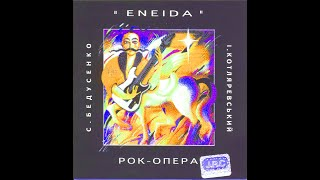 " ENEIDA "
С. БЕДУСЕНКО
І. КОТЛЯРЕВСЬКИЙ
РОК-ОПЕРА